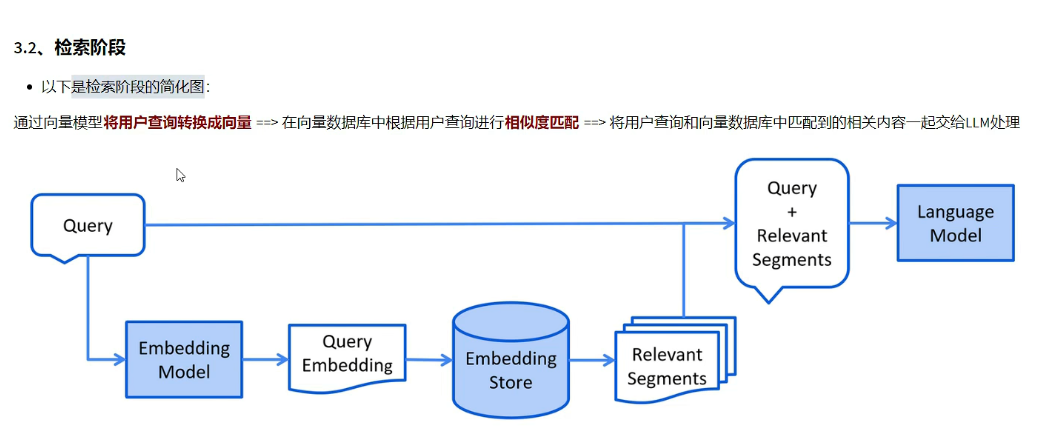 3.2、检索阶段
以下是检索阶段的简化图：
通过向量模型将用户查询转换成向量 ==> 在向量数据库中根据用户查询进行相似度匹配 ==> 将用户查询和向量数据库中匹配到的相关内容一起交给LLM处理
Query
Query
+
Relevant
Segments
Language
Model
Embedding
Model
Query
Embedding
Embedding
Store
Relevant
Segments